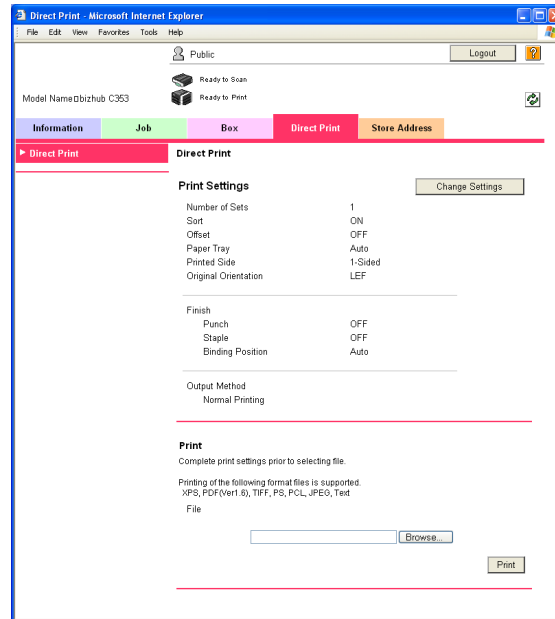 Direct Print - Microsoft Internet Explorer
File Edit View Favorites Tools Help
Public Logout ?
Ready to Scan
Model Name□bizhub C353 Ready to Print
Information Job Box Direct Print Store Address
Direct Print Direct Print
Print Settings Change Settings
Number of Sets 1
Sort ON
Offset OFF
Paper Tray Auto
Printed Side 1-Sided
Original Orientation LEF
Finish
Punch OFF
Staple OFF
Binding Position Auto
Output Method
Normal Printing
Print
Complete print settings prior to selecting file.
Printing of the following format files is supported.
XPS, PDF(Ver1.6), TIFF, PS, PCL, JPEG, Text
File
Browse...
Print